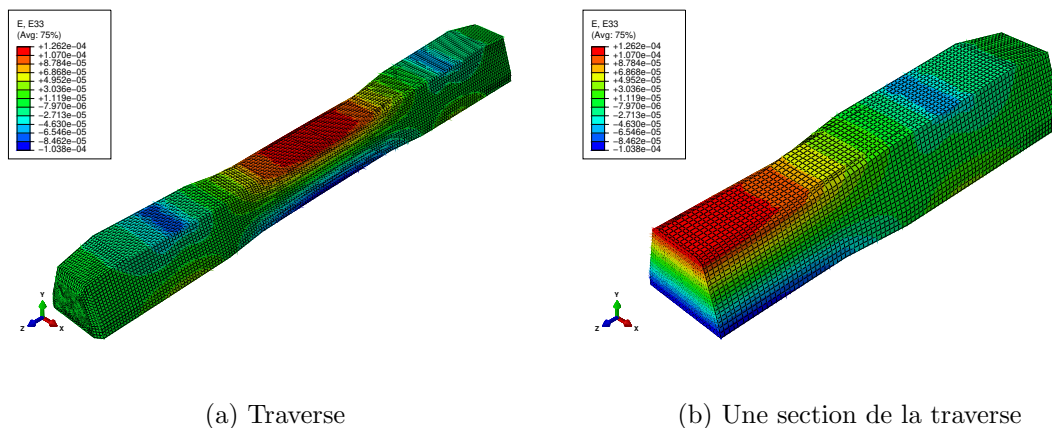 E, E33
(Avg: 75%)
+1.262e−04
+1.070e−04
+8.784e−05
+6.868e−05
+4.952e−05
+3.036e−05
+1.119e−05
−7.970e−06
−2.713e−05
−4.630e−05
−6.546e−05
−8.462e−05
−1.038e−04
Y
Z
X
(a) Traverse
E, E33
(Avg: 75%)
+1.262e−04
+1.070e−04
+8.784e−05
+6.868e−05
+4.952e−05
+3.036e−05
+1.119e−05
−7.970e−06
−2.713e−05
−4.630e−05
−6.546e−05
−8.462e−05
−1.038e−04
Y
Z
X
(b) Une section de la traverse